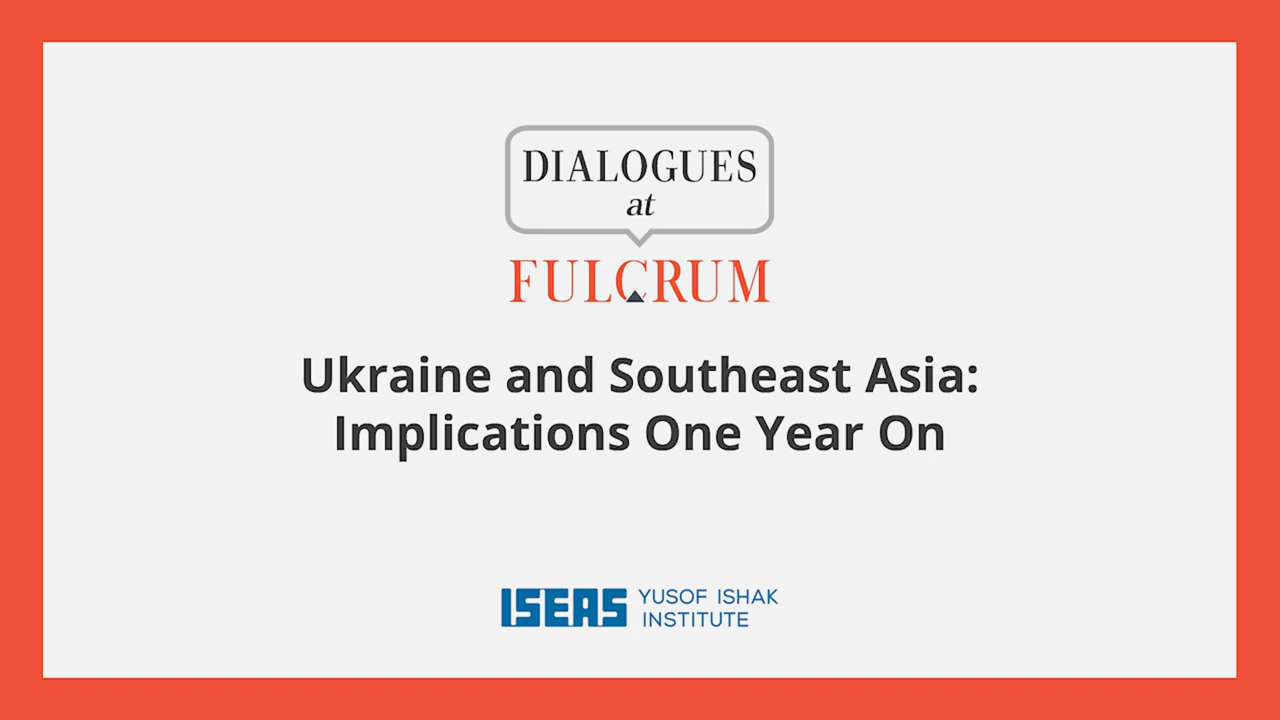 DIALOGUES
at
FULCRUM
Ukraine and Southeast Asia:
Implications One Year On
ISEAS YUSOF ISHAK
INSTITUTE